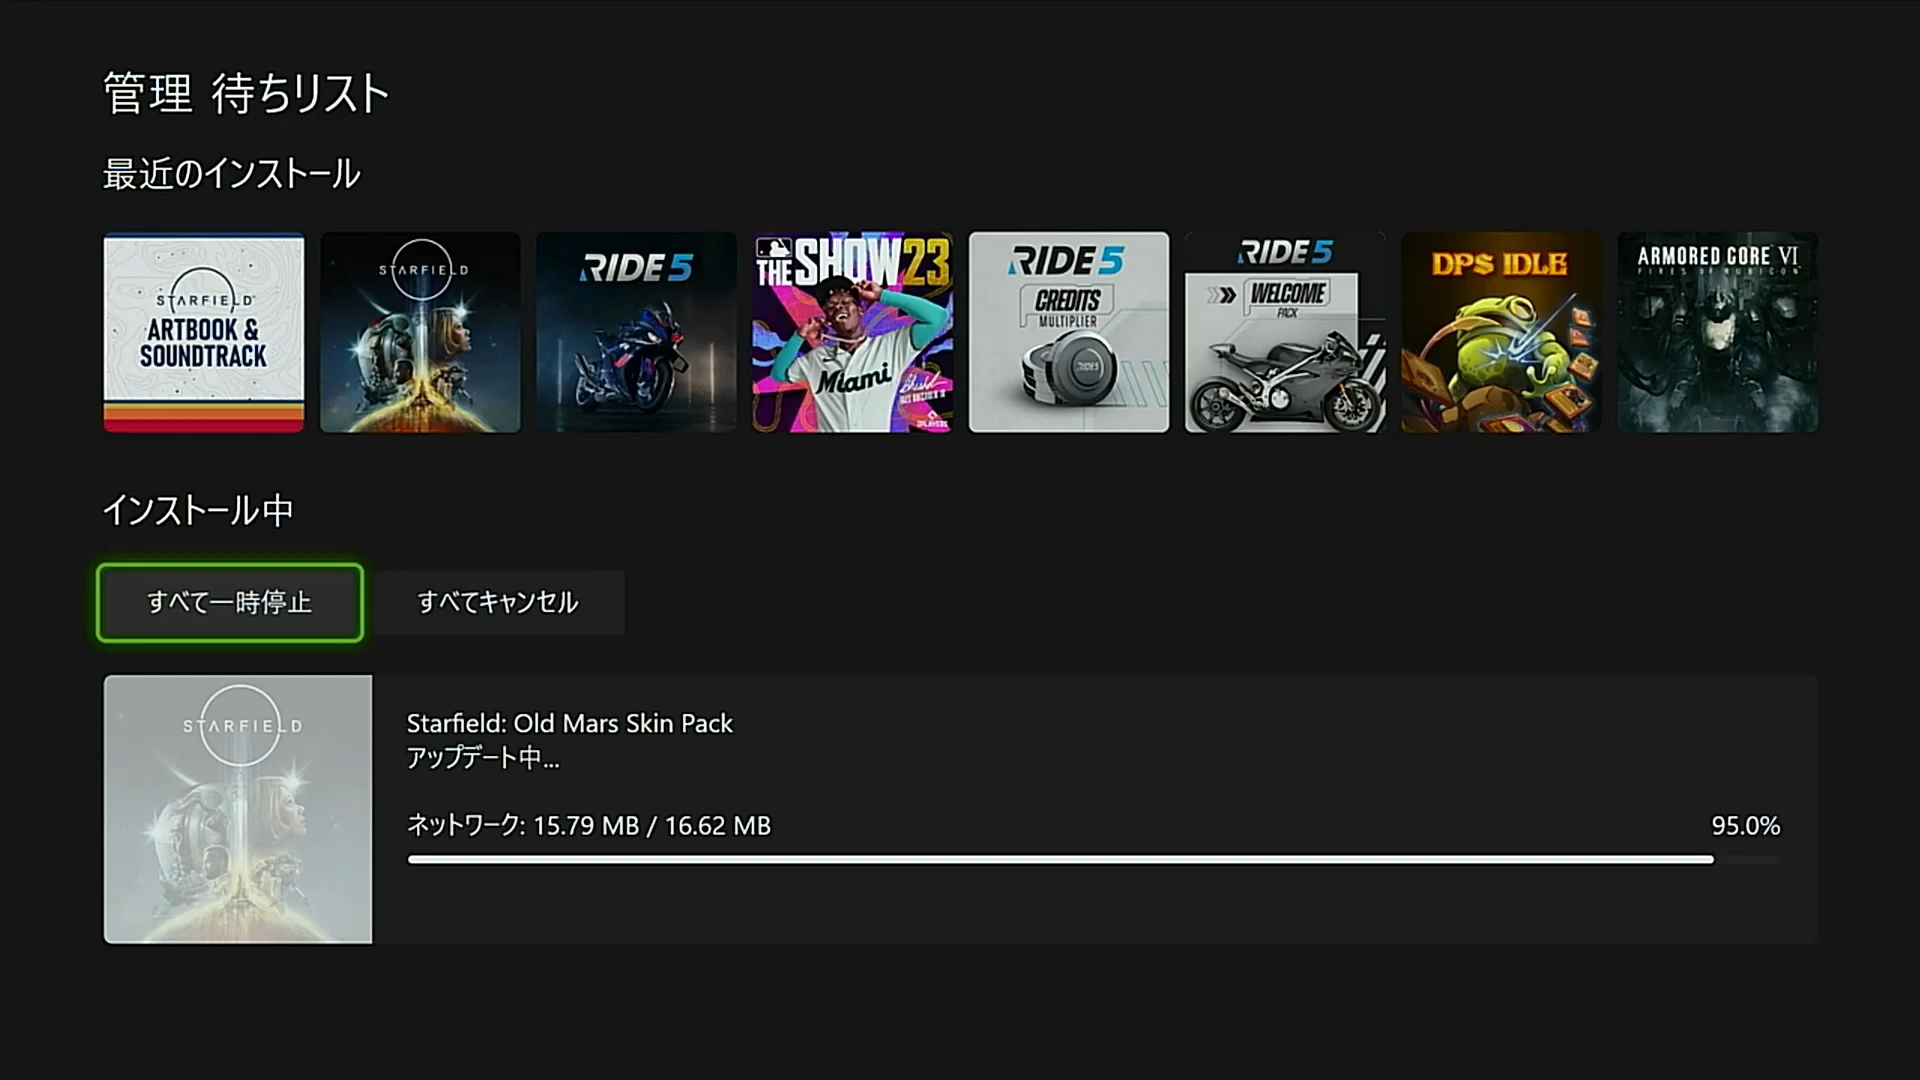 管理 待ちリスト
最近のインストール
STARFIELD
ARTBOOK &
SOUNDTRACK
STARFIELD
RIDE 5
THE SHOW 23
Miami
RIDE 5
CREDITS
MULTIPLIER
RIDE 5
WELCOME
PACK
DPS IDLE
ARMORED CORE VI
FIRES OF RUBICON
インストール中
すべて一時停止
すべてキャンセル
STARFIELD
Starfield: Old Mars Skin Pack
アップデート中...
ネットワーク: 15.79 MB / 16.62 MB
95.0%